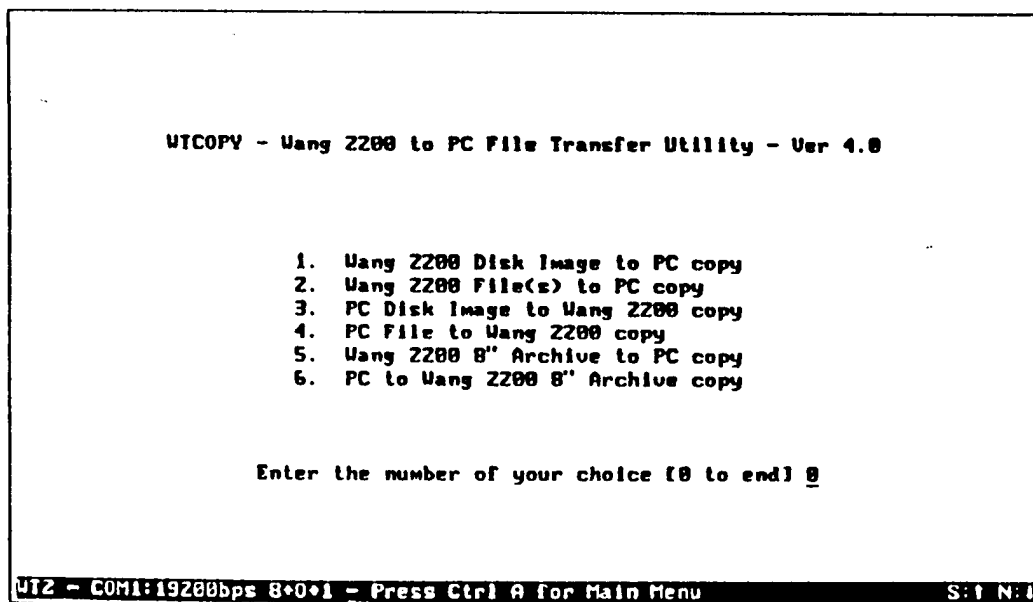 WTCOPY - Wang 2200 to PC File Transfer Utility - Ver 4.0
1. Wang 2200 Disk Image to PC copy
2. Wang 2200 File(s) to PC copy
3. PC Disk Image to Wang 2200 copy
4. PC File to Wang 2200 copy
5. Wang 2200 8" Archive to PC copy
6. PC to Wang 2200 8" Archive copy
Enter the number of your choice [0 to end] 0
WT2 - COM1:19200bps 8+O+1 - Press Ctrl A for Main Menu S:↑ N:↓